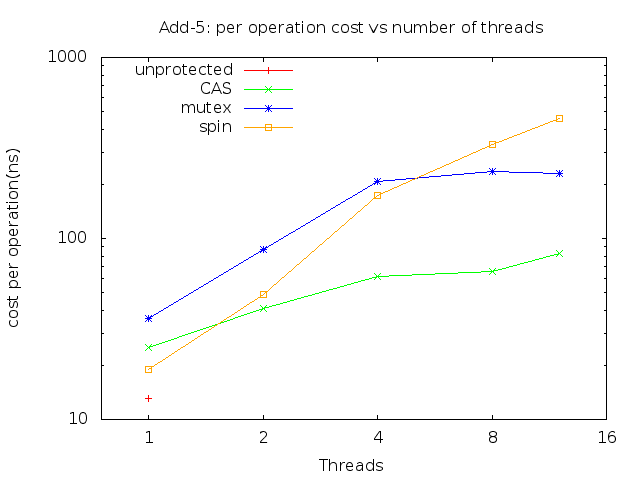 Add-5: per operation cost vs number of threads
1000
unprotected
CAS
mutex
spin
100
cost per operation(ns)
10
1 2 4 8 16
Threads